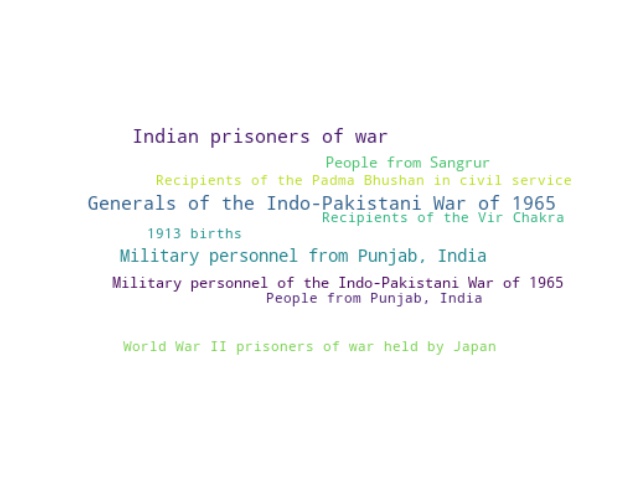 Indian prisoners of war
People from Sangrur
Recipients of the Padma Bhushan in civil service
Generals of the Indo-Pakistani War of 1965
Recipients of the Vir Chakra
1913 births
Military personnel from Punjab, India
Military personnel of the Indo-Pakistani War of 1965
People from Punjab, India
World War II prisoners of war held by Japan